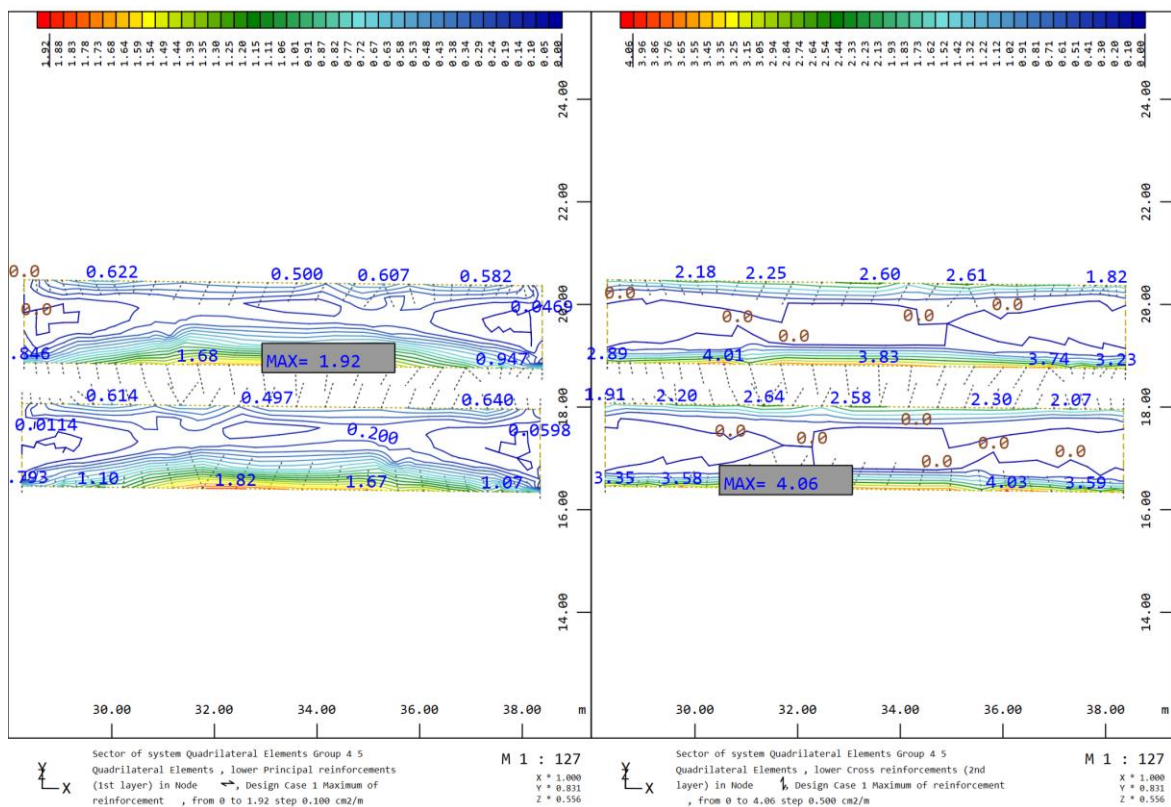 1.92
1.88
1.83
1.78
1.73
1.68
1.64
1.59
1.54
1.49
1.44
1.39
1.35
1.30
1.25
1.20
1.15
1.11
1.06
1.01
0.96
0.91
0.87
0.82
0.77
0.72
0.67
0.63
0.58
0.53
0.48
0.43
0.38
0.34
0.29
0.24
0.19
0.14
0.10
0.05
0.00
24.00
22.00
20.00
18.00
16.00
14.00
0.0 0.622 0.500 0.607 0.582
0.0 0.0469
.846 1.68 MAX= 1.92 0.947
0.614 0.497 0.640
0.0114 0.200 0.0598
.793 1.10 1.82 1.67 1.07
30.00 32.00 34.00 36.00 38.00 m
Sector of system Quadrilateral Elements Group 4 5
Quadrilateral Elements , lower Principal reinforcements
(1st layer) in Node , Design Case 1 Maximum of
reinforcement , from 0 to 1.92 step 0.100 cm2/m
M 1 : 127
X * 1.000
Y * 0.831
Z * 0.556
Y
Z X
4.06
3.96
3.86
3.76
3.65
3.55
3.45
3.35
3.25
3.15
3.05
2.94
2.84
2.74
2.64
2.54
2.44
2.33
2.23
2.13
2.03
1.93
1.83
1.73
1.62
1.52
1.42
1.32
1.22
1.12
1.02
0.91
0.81
0.71
0.61
0.51
0.41
0.30
0.20
0.10
0.00
24.00
22.00
20.00
18.00
16.00
14.00
2.18 2.25 2.60 2.61 1.82
0.0 0.0 0.0 0.0
0.0
2.89 4.01 3.83 3.74 3.23
1.91 2.20 2.64 2.58 2.30 2.07
0.0 0.0 0.0 0.0
0.0 0.0
3.35 3.58 MAX= 4.06 4.03 3.59
30.00 32.00 34.00 36.00 38.00 m
Sector of system Quadrilateral Elements Group 4 5
Quadrilateral Elements , lower Cross reinforcements (2nd
layer) in Node , Design Case 1 Maximum of reinforcement
, from 0 to 4.06 step 0.500 cm2/m
M 1 : 127
X * 1.000
Y * 0.831
Z * 0.556
Y
Z X